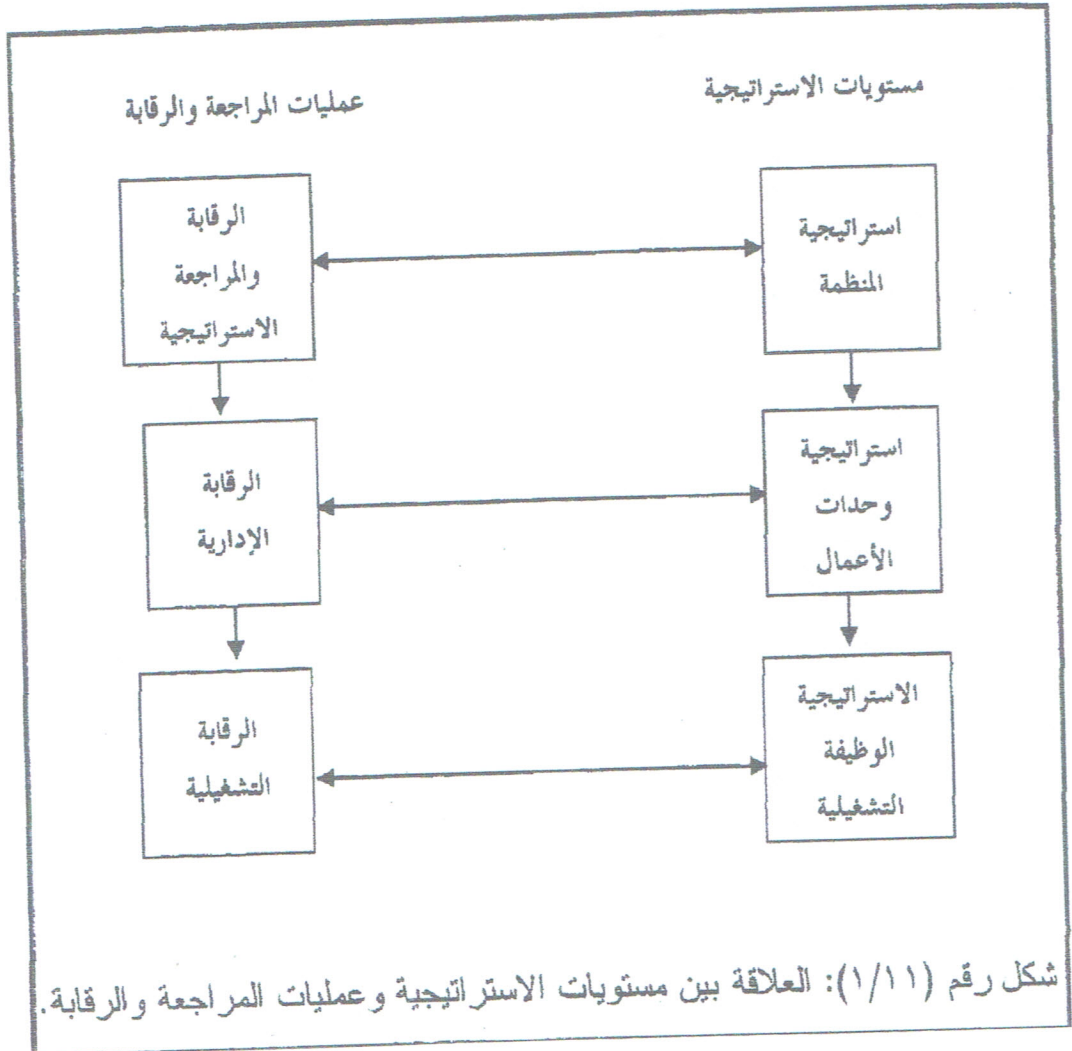 مستويات الاستراتيجية
عمليات المراجعة والرقابة
استراتيجية
المنظمة
الرقابة
والمراجعة
الاستراتيجية
استراتيجية
وحدات
الأعمال
الرقابة
الإدارية
الاستراتيجية
الوظيفة
التشغيلية
الرقابة
التشغيلية
شكل رقم (١/١١): العلاقة بين مستويات الاستراتيجية وعمليات المراجعة والرقابة.